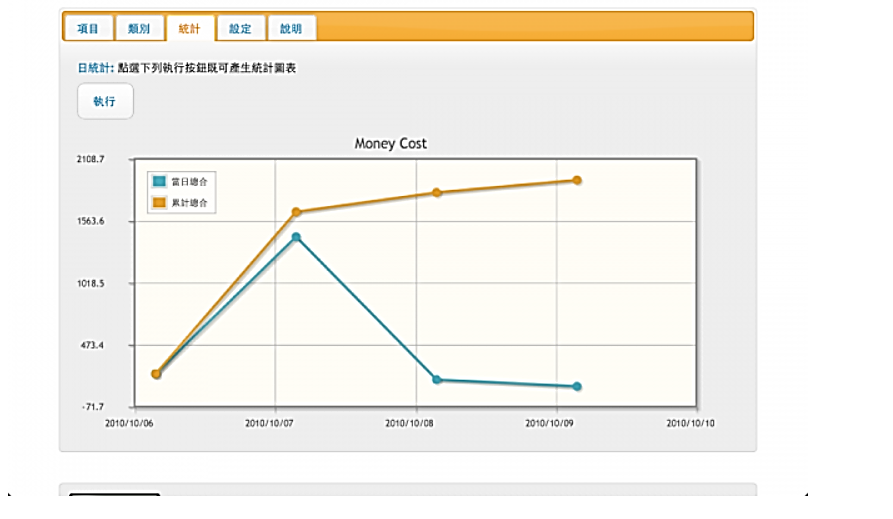 項目 類別 統計 設定 說明
日統計: 點選下列執行按鈕既可產生統計圖表
執行
Money Cost
2108.7
當日總合
累計總合
1563.6
1018.5
473.4
-71.7
2010/10/06 2010/10/07 2010/10/08 2010/10/09 2010/10/10